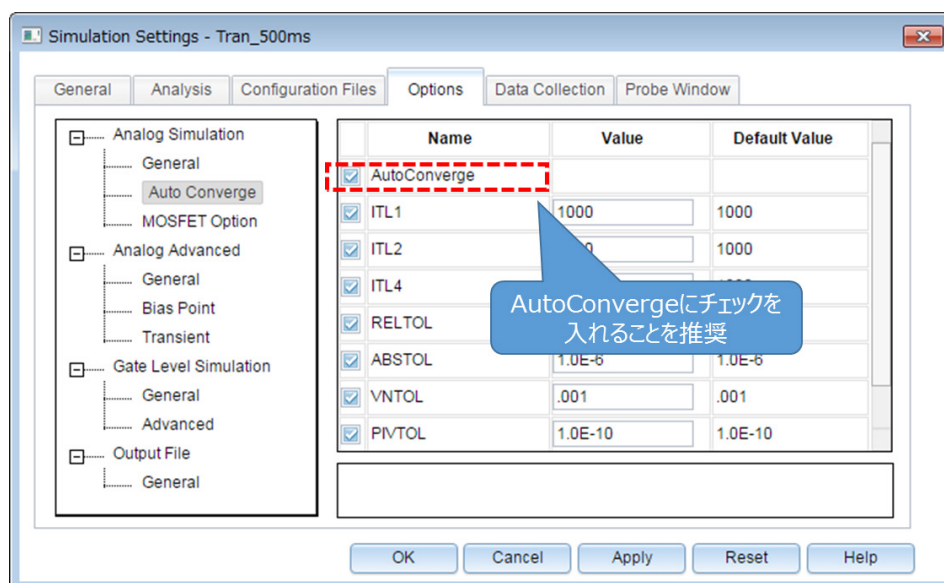 Simulation Settings - Tran_500ms
General Analysis Configuration Files Options Data Collection Probe Window
Analog Simulation
General
Auto Converge
MOSFET Option
Analog Advanced
General
Bias Point
Transient
Gate Level Simulation
General
Advanced
Output File
General
Name Value Default Value
AutoConverge
ITL1 1000 1000
ITL2 1000
ITL4
RELTOL
ABSTOL 1.0E-6 1.0E-6
VNTOL .001 .001
PIVTOL 1.0E-10 1.0E-10
AutoConvergeにチェックを
入れることを推奨
OK Cancel Apply Reset Help